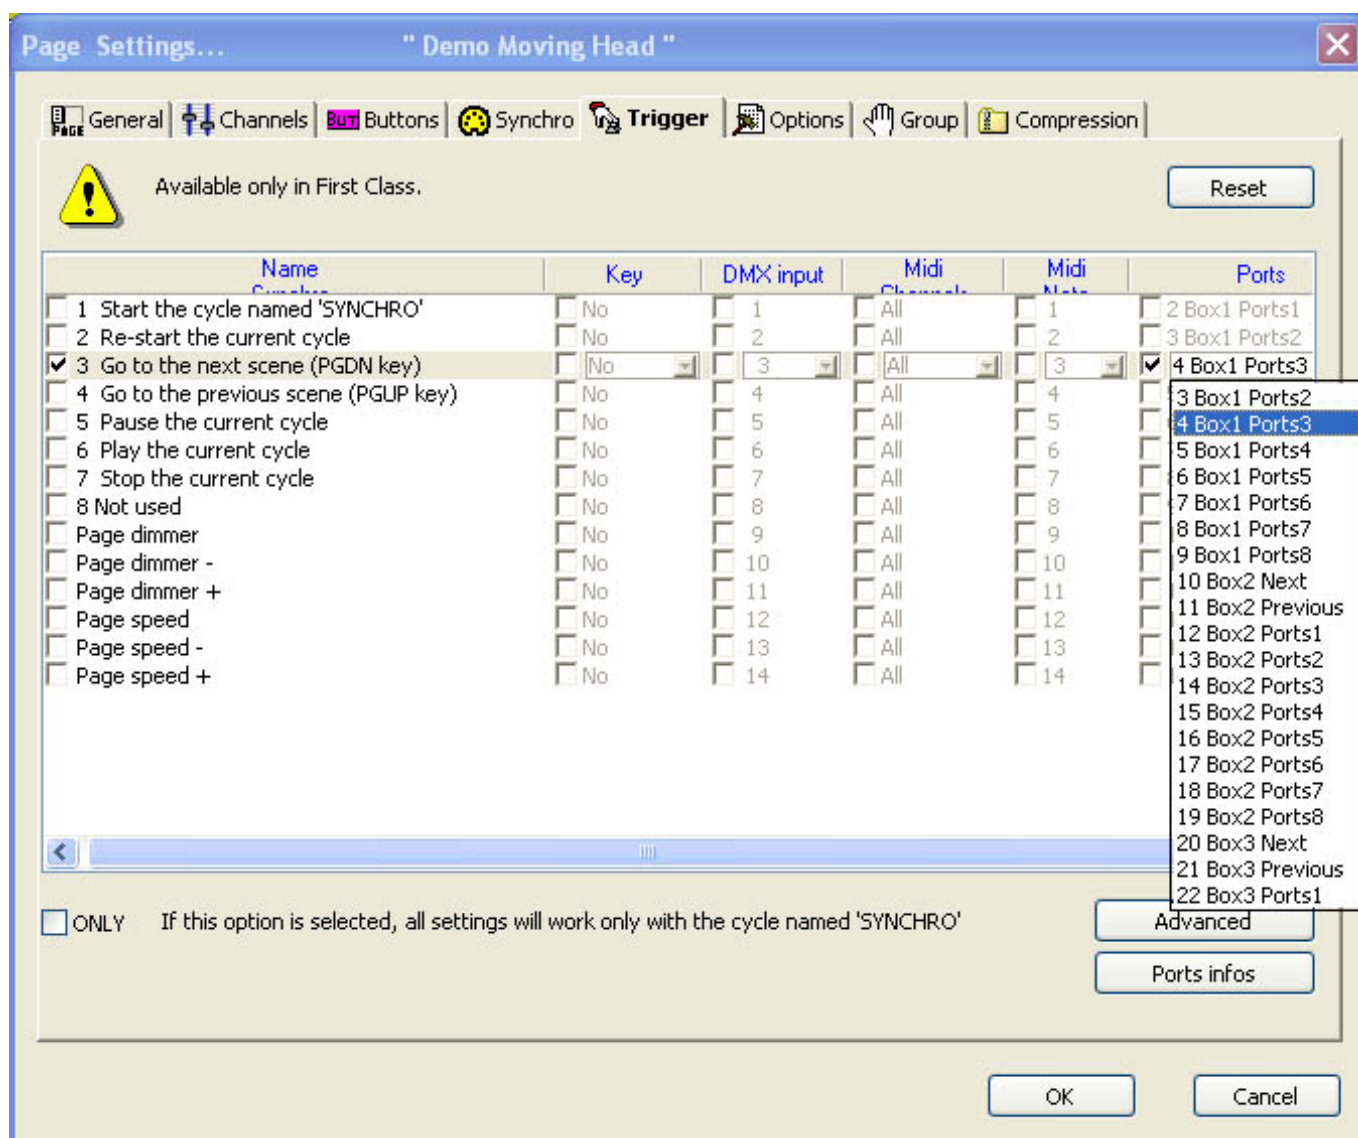 Page Settings... " Demo Moving Head "
PAGE General Channels BUT Buttons Synchro Trigger Options Group Compression
Available only in First Class. Reset
Name Key DMX input Midi Midi Ports
1 Start the cycle named 'SYNCHRO' No 1 All 1 2 Box1 Ports1
2 Re-start the current cycle No 2 All 2 3 Box1 Ports2
3 Go to the next scene (PGDN key) No 3 All 3 4 Box1 Ports3
4 Go to the previous scene (PGUP key) No 4 All 4 3 Box1 Ports2
4 Box1 Ports3
5 Pause the current cycle No 5 All 5
6 Play the current cycle No 6 All 6 5 Box1 Ports4
7 Stop the current cycle No 7 All 7 6 Box1 Ports5
8 Not used No 8 All 8 7 Box1 Ports6
Page dimmer No 9 All 9 8 Box1 Ports7
Page dimmer - No 10 All 10 9 Box1 Ports8
10 Box2 Next
Page dimmer + No 11 All 11 11 Box2 Previous
Page speed No 12 All 12 12 Box2 Ports1
Page speed - No 13 All 13 13 Box2 Ports2
Page speed + No 14 All 14 14 Box2 Ports3
15 Box2 Ports4
16 Box2 Ports5
17 Box2 Ports6
18 Box2 Ports7
19 Box2 Ports8
20 Box3 Next
21 Box3 Previous
22 Box3 Ports1
ONLY If this option is selected, all settings will work only with the cycle named 'SYNCHRO' Advanced
Ports infos
OK Cancel